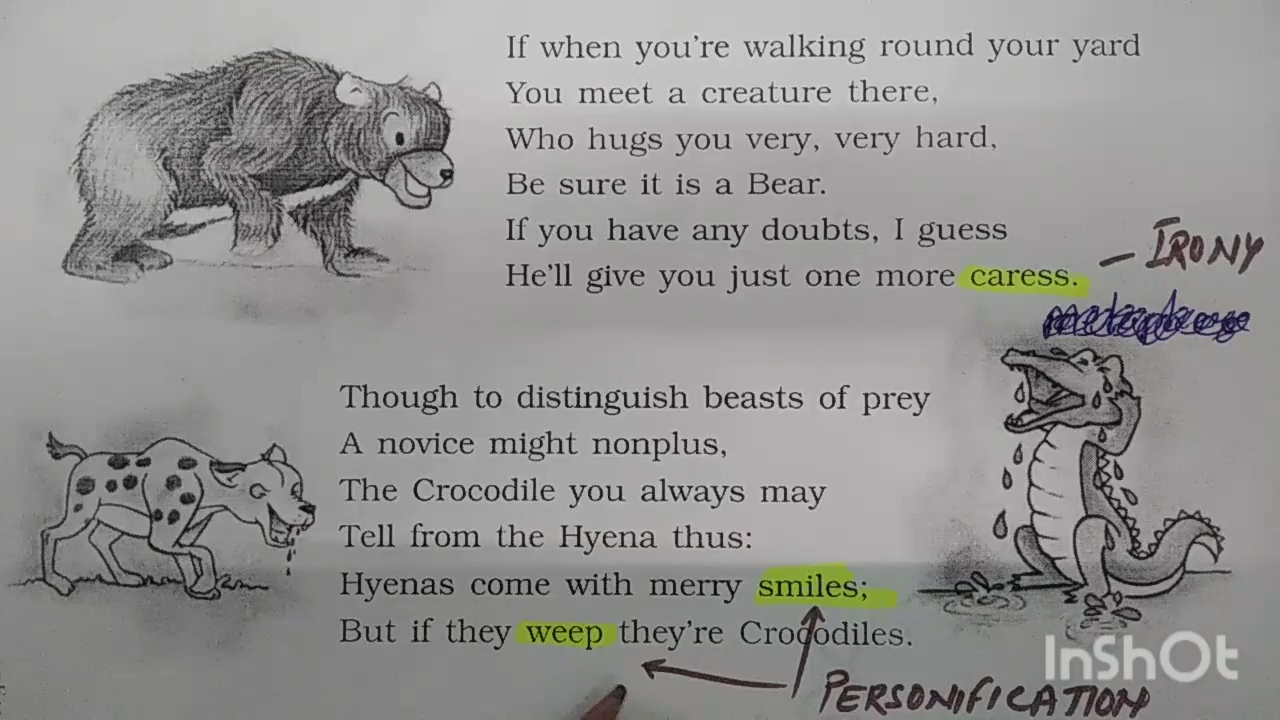 If when you're walking round your yard
You meet a creature there,
Who hugs you very, very hard,
Be sure it is a Bear.
If you have any doubts, I guess
He'll give you just one more caress.
– IRONY
Though to distinguish beasts of prey
A novice might nonplus,
The Crocodile you always may
Tell from the Hyena thus:
Hyenas come with merry smiles;
But if they weep they're Crocodiles.
PERSONIFICATION
InShOt